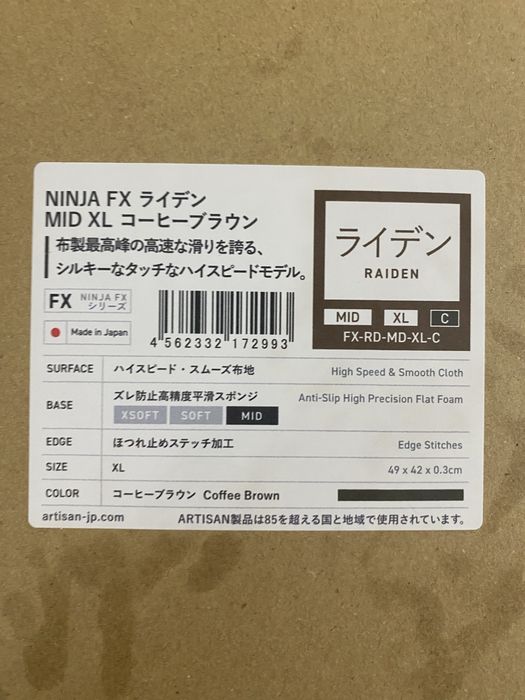 NINJA FX ライデン
MID XL コーヒーブラウン
布製最高峰の高速な滑りを誇る、
シルキーなタッチなハイスピードモデル。
FX NINJA FX シリーズ
Made in Japan
4 562332 172993
ライデン
RAIDEN
MID XL C
FX-RD-MD-XL-C
SURFACE ハイスピード・スムーズ布地 High Speed & Smooth Cloth
BASE ズレ防止高精度平滑スポンジ Anti-Slip High Precision Flat Foam
XSOFT SOFT MID
EDGE ほつれ止めステッチ加工 Edge Stitches
SIZE XL 49 x 42 x 0.3cm
COLOR コーヒーブラウン Coffee Brown
artisan-jp.com ARTISAN製品は85を超える国と地域で使用されています。